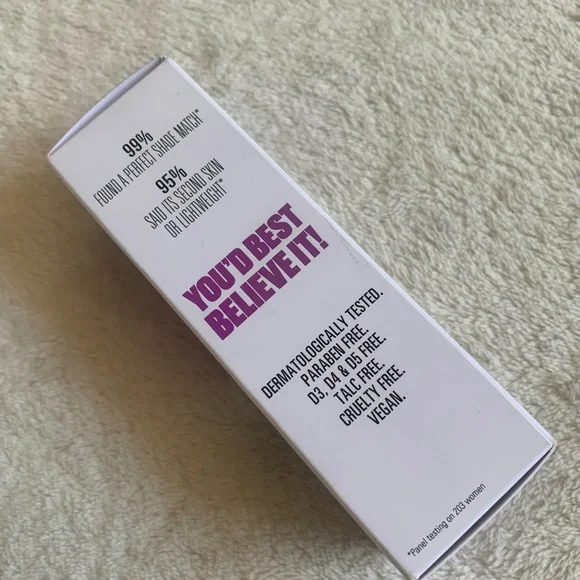 99%
FOUND A PERFECT SHADE MATCH*
95%
SAID ITS SECOND SKIN
OR LIGHTWEIGHT*
YOU'D BEST
BELIEVE IT!
DERMATOLOGICALLY TESTED.
PARABEN FREE.
D3, D4 & D5 FREE.
TALC FREE.
CRUELTY FREE.
VEGAN.
*Panel testing on 203 women